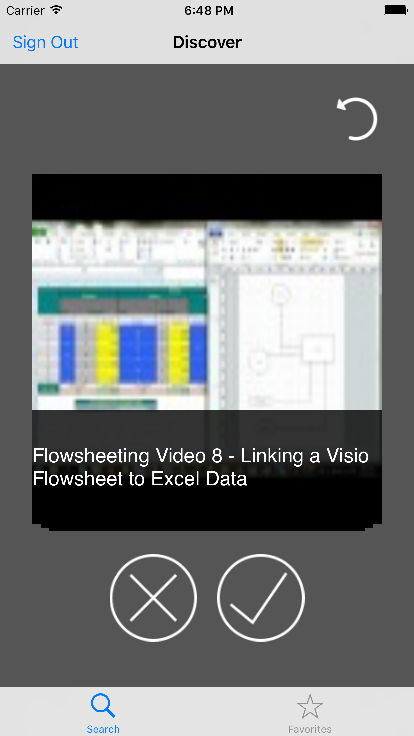 Carrier 6:48 PM
Sign Out Discover
Flowsheeting Video 8 - Linking a Visio
Flowsheet to Excel Data
Search Favorites